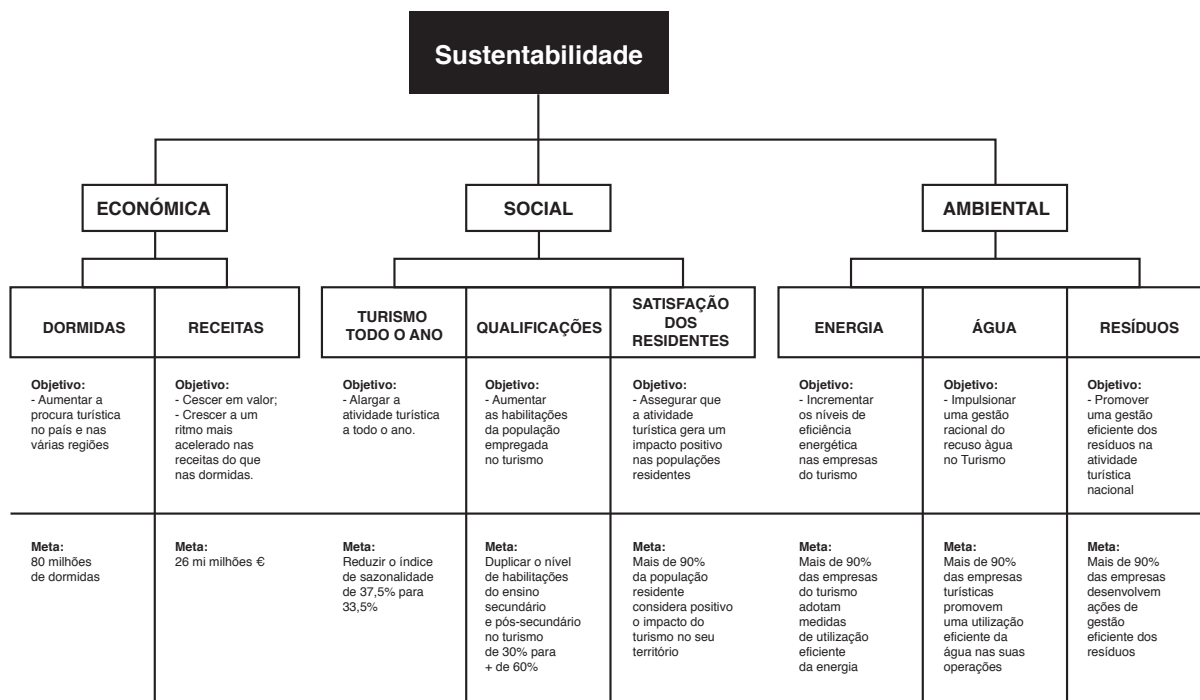 Sustentabilidade
ECONÓMICA
SOCIAL
AMBIENTAL
DORMIDAS
RECEITAS
TURISMO
TODO O ANO
QUALIFICAÇÕES
SATISFAÇÃO
DOS
RESIDENTES
ENERGIA
ÁGUA
RESÍDUOS
Objetivo:
- Aumentar a
procura turística
no país e nas
várias regiões
Objetivo:
- Cescer em valor;
- Crescer a um
ritmo mais
acelerado nas
receitas do que
nas dormidas.
Objetivo:
- Alargar a
atividade turística
a todo o ano.
Objetivo:
- Aumentar
as habilitações
da população
empregada
no turismo
Objetivo:
- Assegurar que
a atividade
turística gera um
impacto positivo
nas populações
residentes
Objetivo:
- Incrementar
os níveis de
eficiência
energética
nas empresas
do turismo
Objetivo:
- Impulsionar
uma gestão
racional do
recuso àgua
no Turismo
Objetivo:
- Promover
uma gestão
eficiente dos
resíduos na
atividade
turística
nacional
Meta:
80 milhões
de dormidas
Meta:
26 mi milhões €
Meta:
Reduzir o índice
de sazonalidade
de 37,5% para
33,5%
Meta:
Duplicar o nível
de habilitações
do ensino
secundário
e pós-secundário
no turismo
de 30% para
+ de 60%
Meta:
Mais de 90%
da população
residente
considera positivo
o impacto do
turismo no seu
território
Meta:
Mais de 90%
das empresas
do turismo
adotam
medidas
de utilização
eficiente
da energia
Meta:
Mais de 90%
das empresas
turísticas
promovem
uma utilização
eficiente da
água nas suas
operações
Meta:
Mais de 90%
das empresas
desenvolvem
ações de
gestão
eficiente dos
resíduos